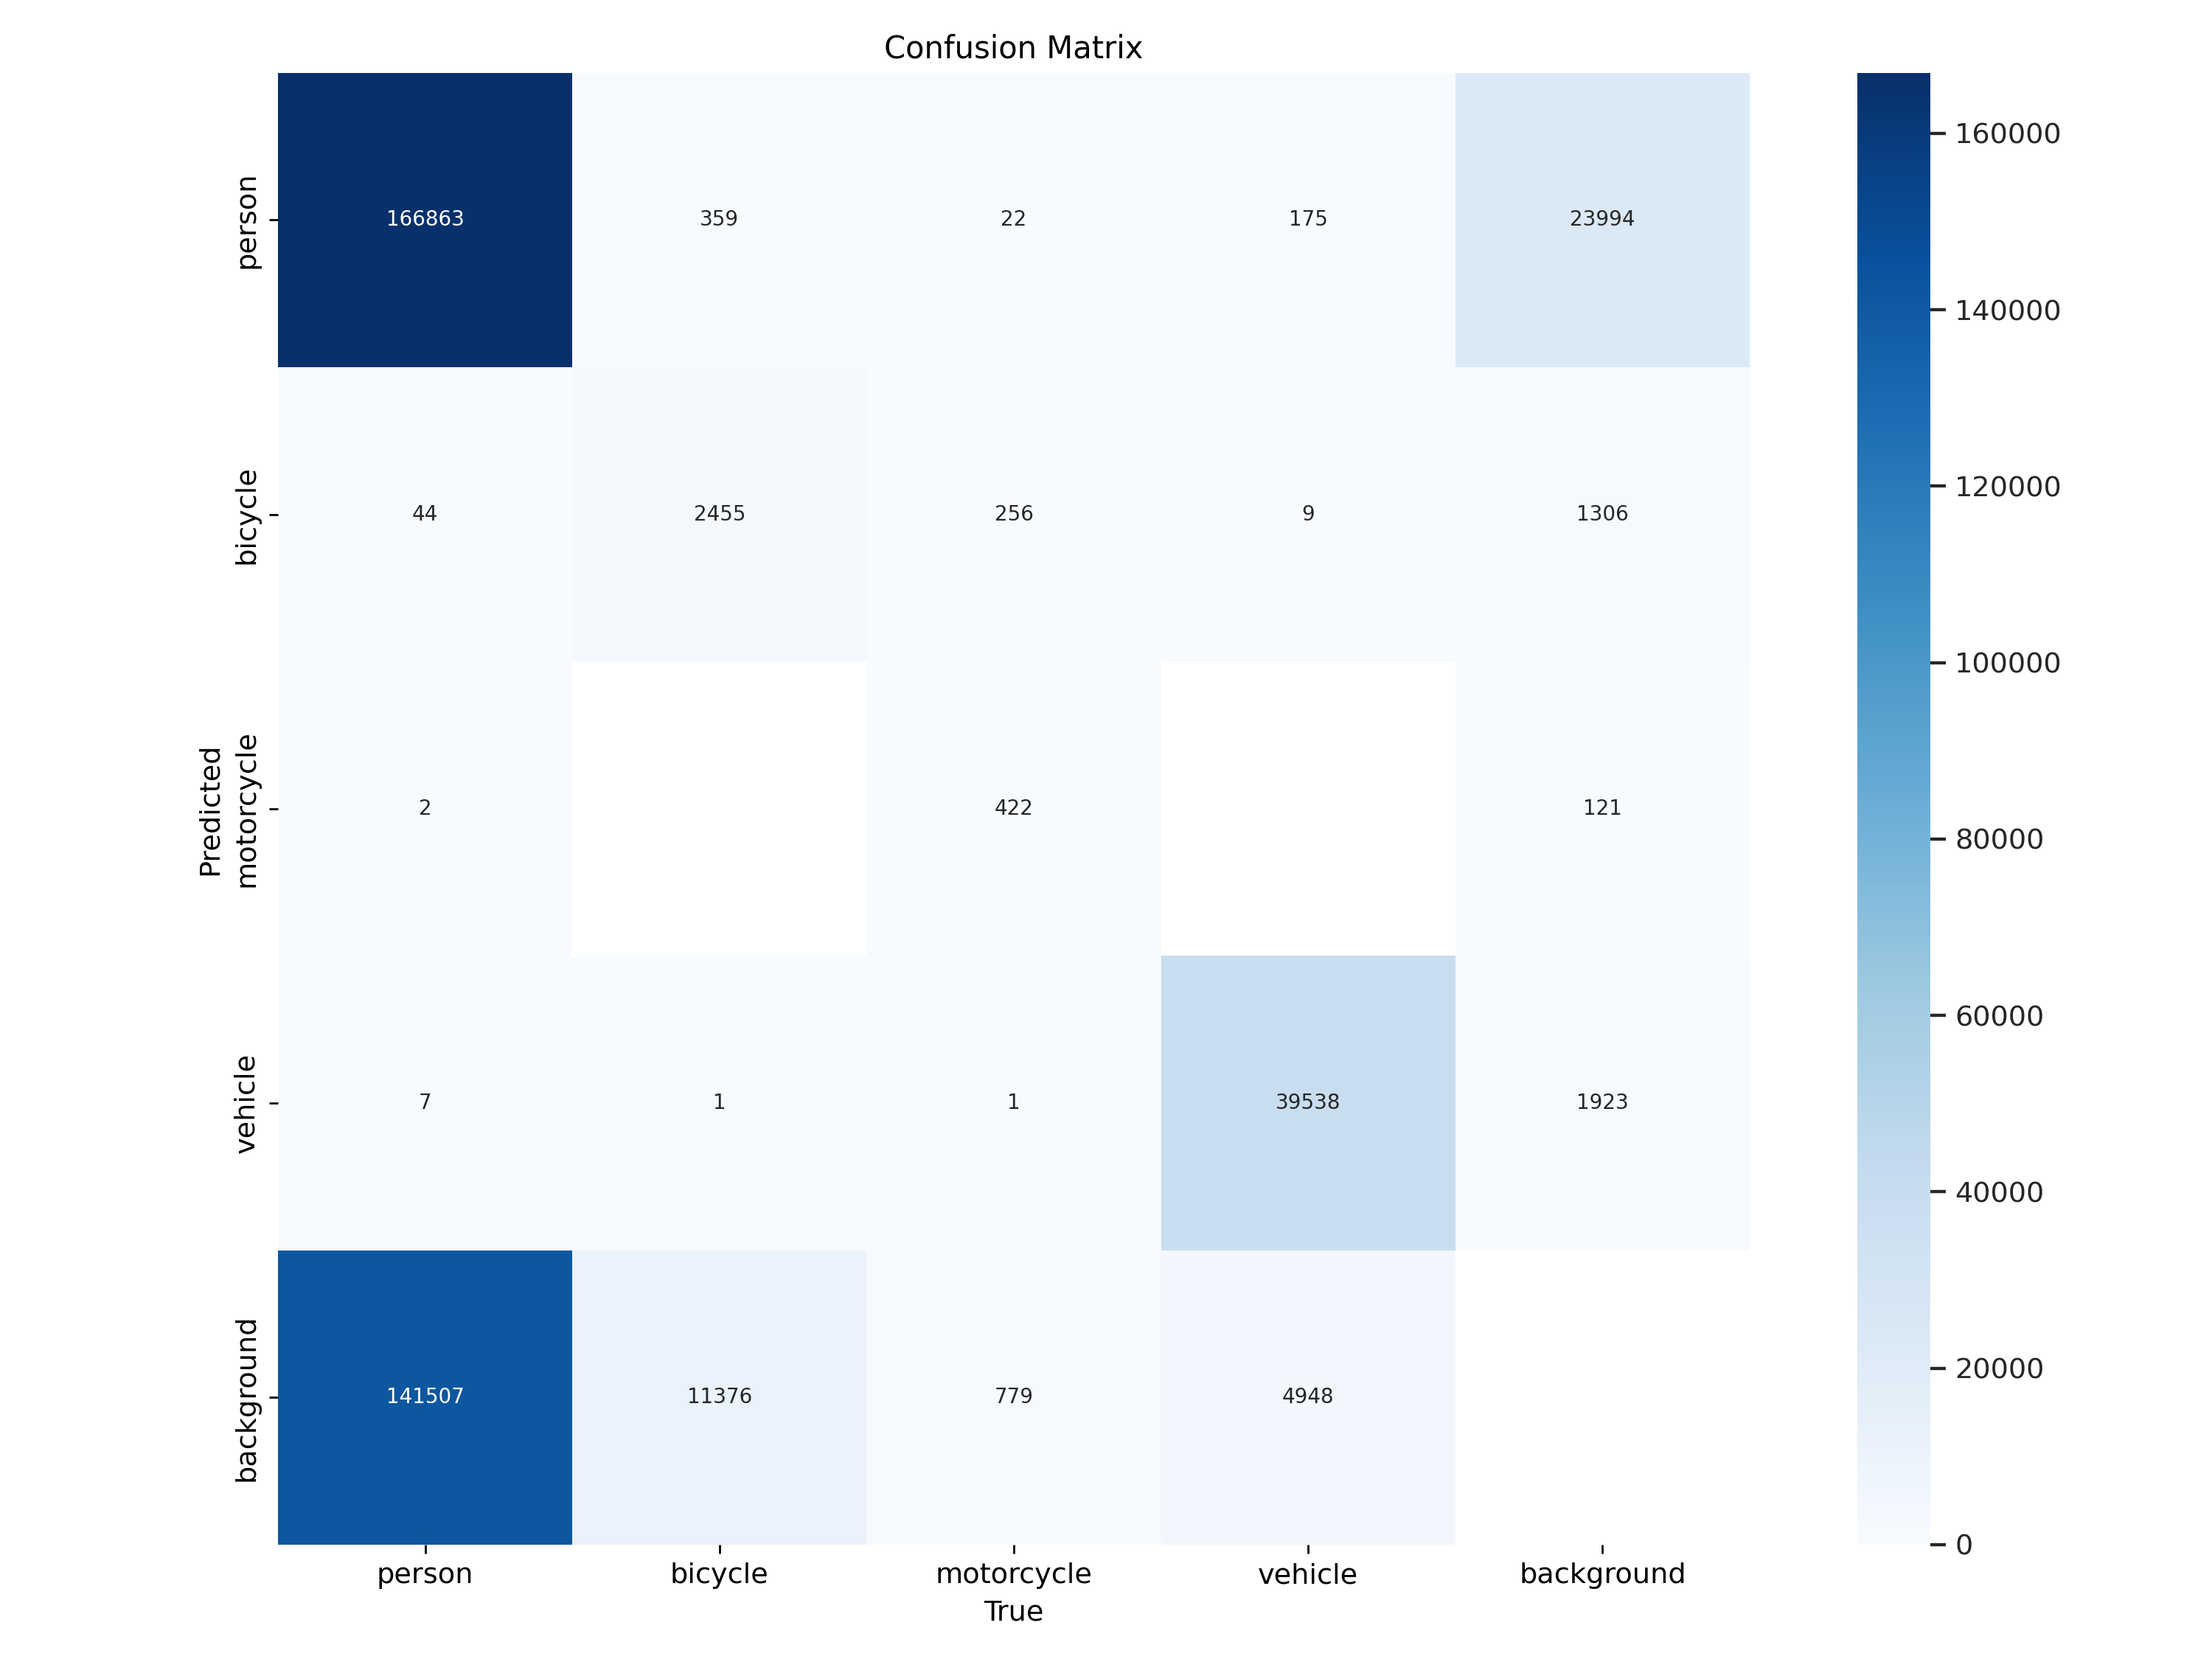 Confusion Matrix
person 166863 359 22 175 23994
bicycle 44 2455 256 9 1306
motorcycle 2 422 121
vehicle 7 1 1 39538 1923
background 141507 11376 779 4948
person bicycle motorcycle vehicle background
True
Predicted
160000
140000
120000
100000
80000
60000
40000
20000
0